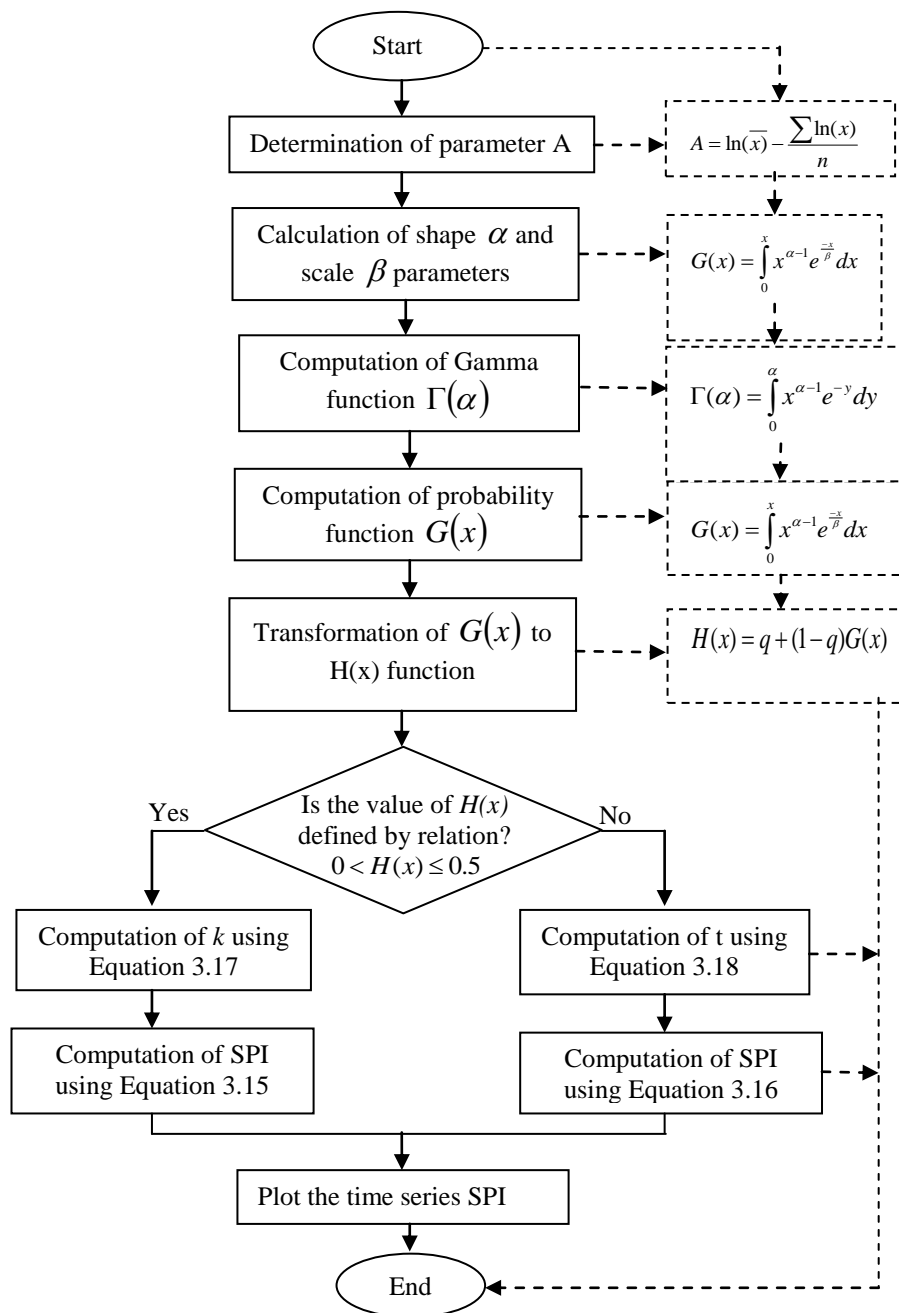 Start
Determination of parameter A
A = ln(x̅) − ∑ln(x)
n
Calculation of shape α and
scale β parameters
G(x) = ∫₀ˣ x^{α−1} e^{−x/β} dx
Computation of Gamma
function Γ(α)
Γ(α) = ∫₀^α x^{α−1} e^{−y} dy
Computation of probability
function G(x)
G(x) = ∫₀ˣ x^{α−1} e^{−x/β} dx
Transformation of G(x) to
H(x) function
H(x) = q + (1−q)G(x)
Yes
Is the value of H(x)
defined by relation?
0 < H(x) ≤ 0.5
No
Computation of k using
Equation 3.17
Computation of t using
Equation 3.18
Computation of SPI
using Equation 3.15
Computation of SPI
using Equation 3.16
Plot the time series SPI
End